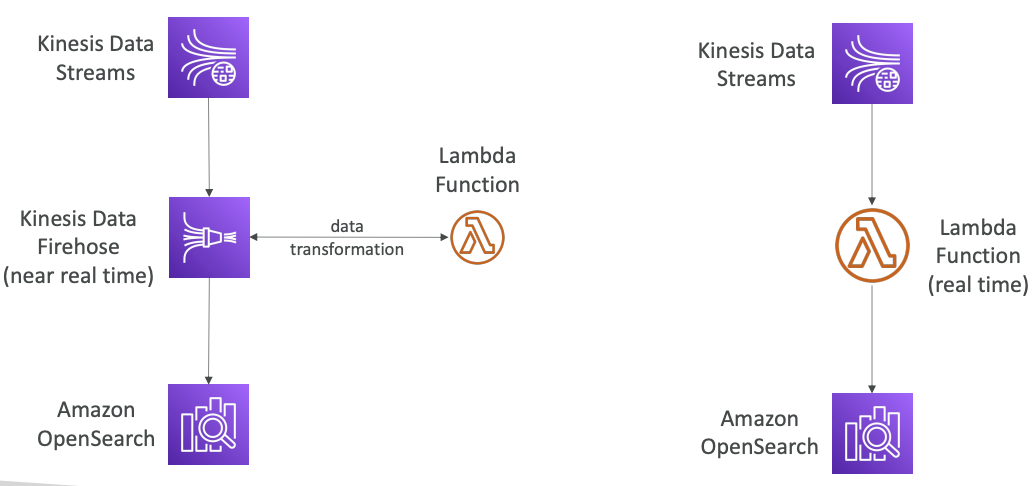 Kinesis Data
Streams
Kinesis Data
Firehose
(near real time)
data
transformation
Lambda
Function
Amazon
OpenSearch
Kinesis Data
Streams
Lambda
Function
(real time)
Amazon
OpenSearch